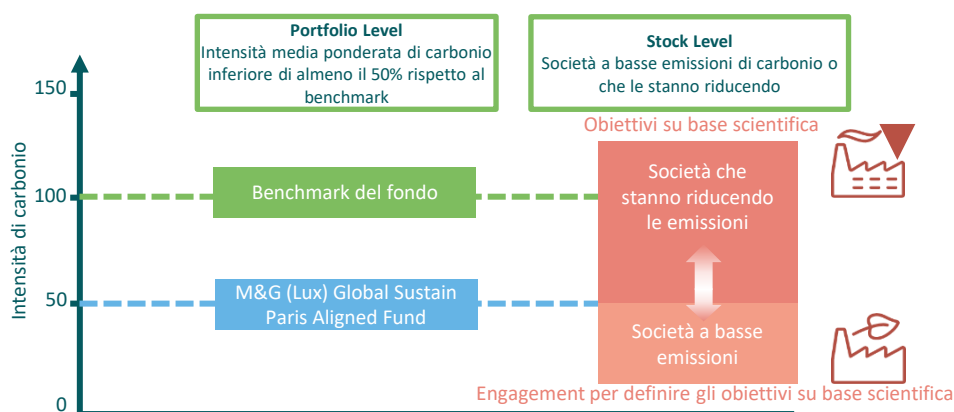 Portfolio Level
Intensità media ponderata di carbonio
inferiore di almeno il 50% rispetto al
benchmark
Stock Level
Società a basse emissioni di carbonio o
che le stanno riducendo
Obiettivi su base scientifica
Intensità di carbonio
150
100
50
0
Benchmark del fondo
M&G (Lux) Global Sustain
Paris Aligned Fund
Società che
stanno riducendo
le emissioni
Società a basse
emissioni
Engagement per definire gli obiettivi su base scientifica